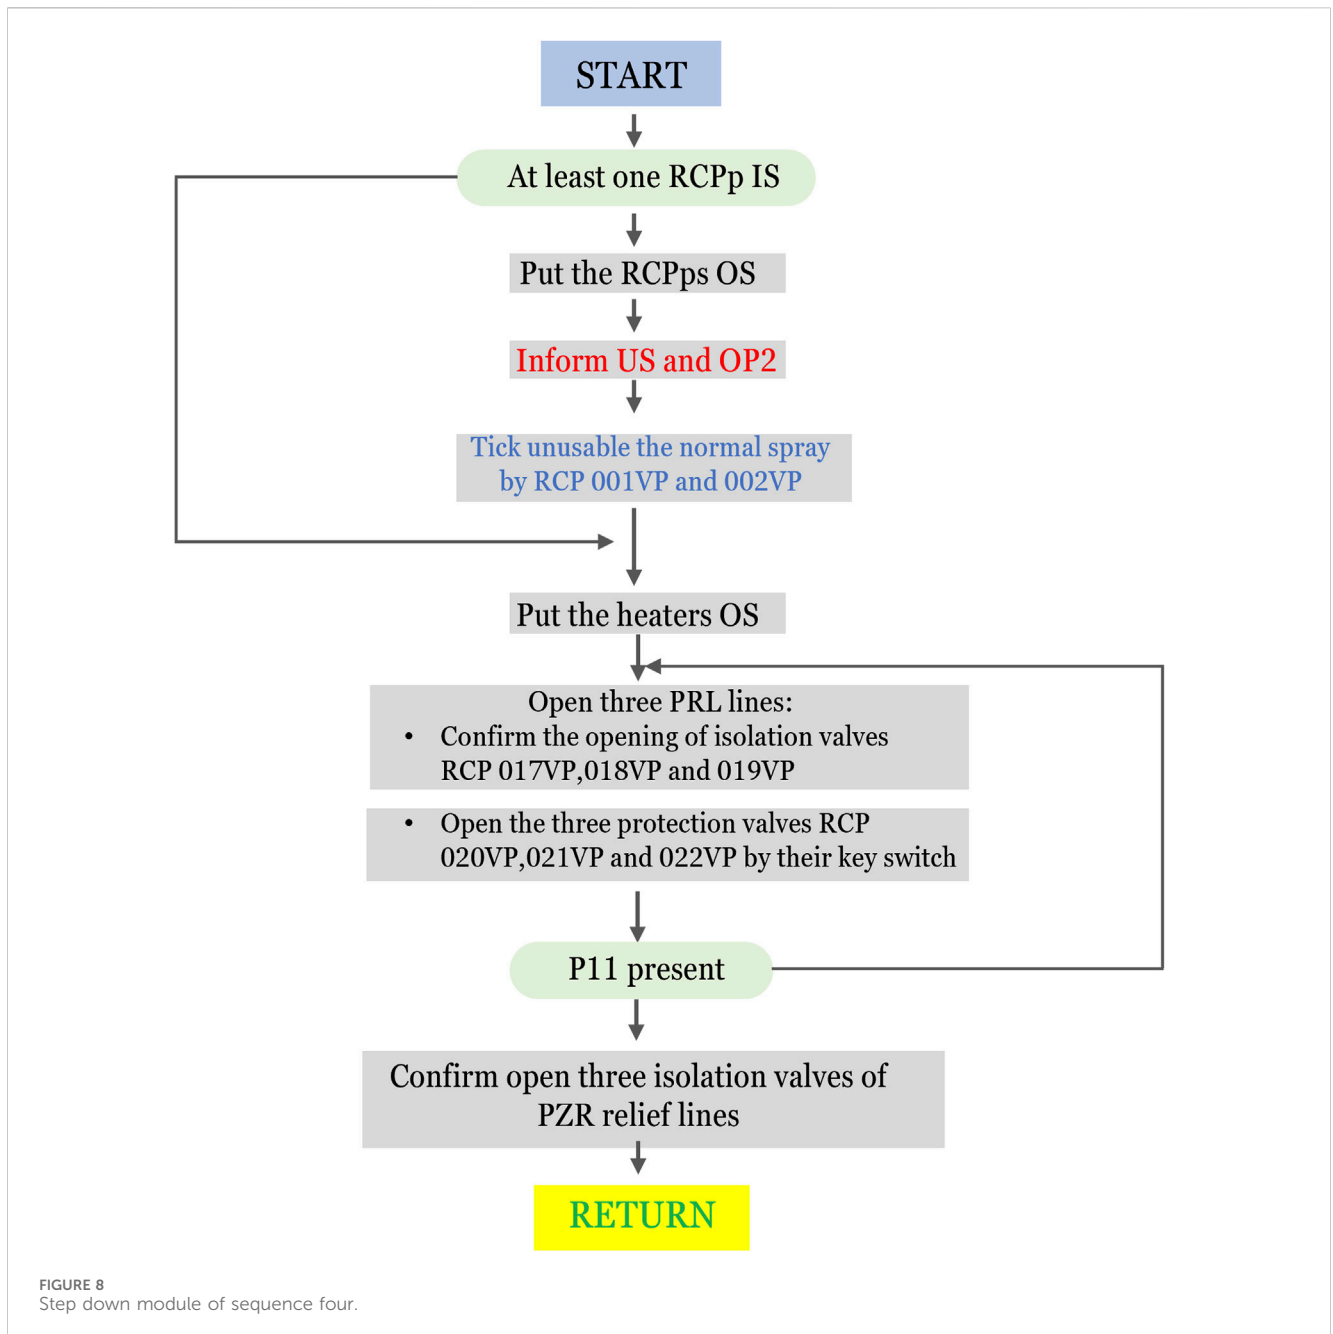 START
At least one RCPp IS
Put the RCPps OS
Inform US and OP2
Tick unusable the normal spray
by RCP 001VP and 002VP
Put the heaters OS
Open three PRL lines:
• Confirm the opening of isolation valves
RCP 017VP,018VP and 019VP
• Open the three protection valves RCP
020VP,021VP and 022VP by their key switch
P11 present
Confirm open three isolation valves of
PZR relief lines
RETURN
FIGURE 8
Step down module of sequence four.